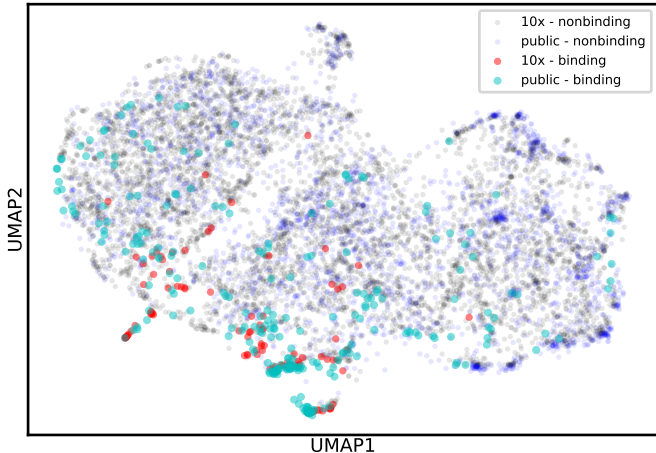 10x - nonbinding
public - nonbinding
10x - binding
public - binding
UMAP2
UMAP1